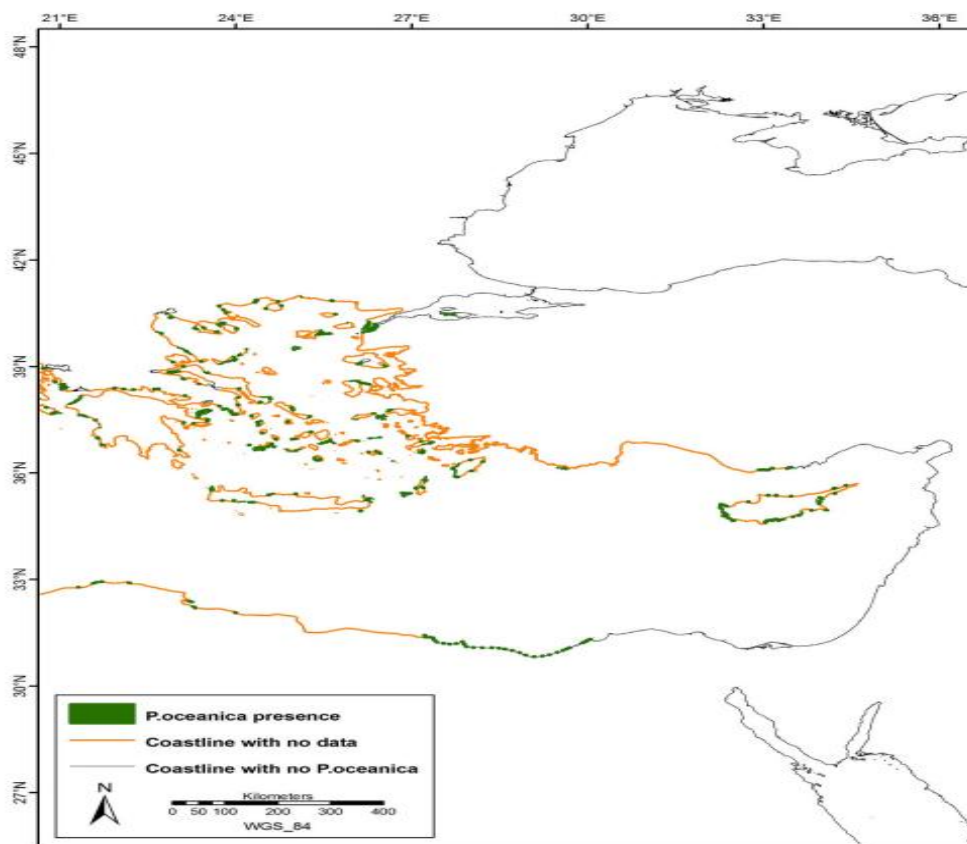 21°E 24°E 27°E 30°E 33°E 36°E
48°N
45°N
42°N
39°N
36°N
33°N
30°N
27°N
P.oceanica presence
Coastline with no data
Coastline with no P.oceanica
N
Kilometers
0 50 100 200 300 400
WGS_84